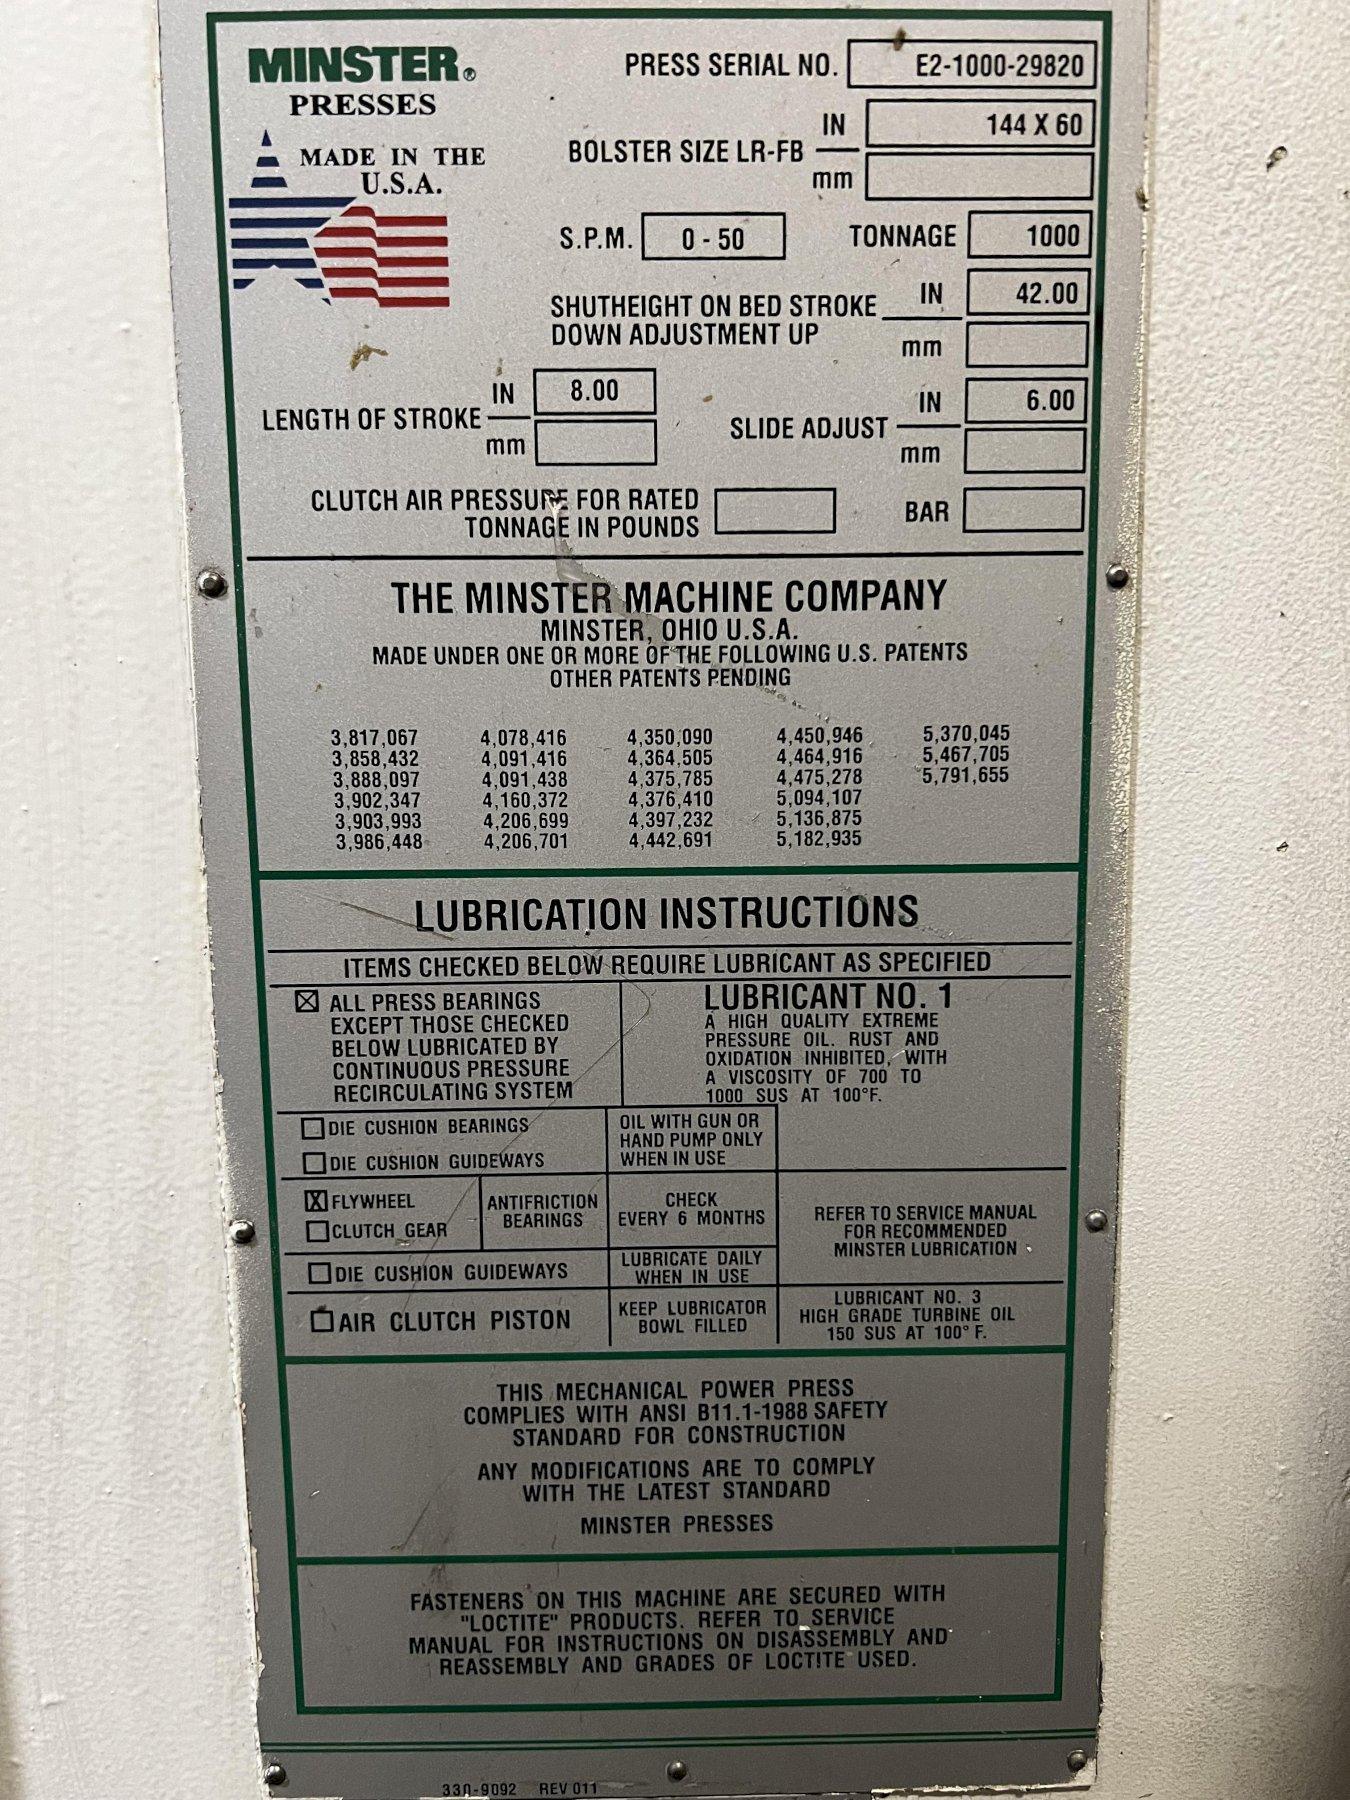 MINSTER®
PRESSES
MADE IN THE
U.S.A.
PRESS SERIAL NO. E2-1000-29820
BOLSTER SIZE LR-FB IN 144 X 60
mm
S.P.M. 0 - 50 TONNAGE 1000
SHUTHEIGHT ON BED STROKE IN 42.00
DOWN ADJUSTMENT UP mm
LENGTH OF STROKE IN 8.00
mm
SLIDE ADJUST IN 6.00
mm
CLUTCH AIR PRESSURE FOR RATED
TONNAGE IN POUNDS BAR
THE MINSTER MACHINE COMPANY
MINSTER, OHIO U.S.A.
MADE UNDER ONE OR MORE OF THE FOLLOWING U.S. PATENTS
OTHER PATENTS PENDING
3,817,067 4,078,416 4,350,090 4,450,946 5,370,045
3,858,432 4,091,416 4,364,505 4,464,916 5,467,705
3,888,097 4,091,438 4,375,785 4,475,278 5,791,655
3,902,347 4,160,372 4,376,410 5,094,107
3,903,993 4,206,699 4,397,232 5,136,875
3,986,448 4,206,701 4,442,691 5,182,935
LUBRICATION INSTRUCTIONS
ITEMS CHECKED BELOW REQUIRE LUBRICANT AS SPECIFIED
ALL PRESS BEARINGS
EXCEPT THOSE CHECKED
BELOW LUBRICATED BY
CONTINUOUS PRESSURE
RECIRCULATING SYSTEM
LUBRICANT NO. 1
A HIGH QUALITY EXTREME
PRESSURE OIL. RUST AND
OXIDATION INHIBITED, WITH
A VISCOSITY OF 700 TO
1000 SUS AT 100°F.
DIE CUSHION BEARINGS
DIE CUSHION GUIDEWAYS
OIL WITH GUN OR
HAND PUMP ONLY
WHEN IN USE
FLYWHEEL
CLUTCH GEAR
ANTIFRICTION
BEARINGS
CHECK
EVERY 6 MONTHS
REFER TO SERVICE MANUAL
FOR RECOMMENDED
MINSTER LUBRICATION
DIE CUSHION GUIDEWAYS
LUBRICATE DAILY
WHEN IN USE
AIR CLUTCH PISTON
KEEP LUBRICATOR
BOWL FILLED
LUBRICANT NO. 3
HIGH GRADE TURBINE OIL
150 SUS AT 100°F.
THIS MECHANICAL POWER PRESS
COMPLIES WITH ANSI B11.1-1988 SAFETY
STANDARD FOR CONSTRUCTION
ANY MODIFICATIONS ARE TO COMPLY
WITH THE LATEST STANDARD
MINSTER PRESSES
FASTENERS ON THIS MACHINE ARE SECURED WITH
"LOCTITE" PRODUCTS. REFER TO SERVICE
MANUAL FOR INSTRUCTIONS ON DISASSEMBLY AND
REASSEMBLY AND GRADES OF LOCTITE USED.
330-9092 REV 011